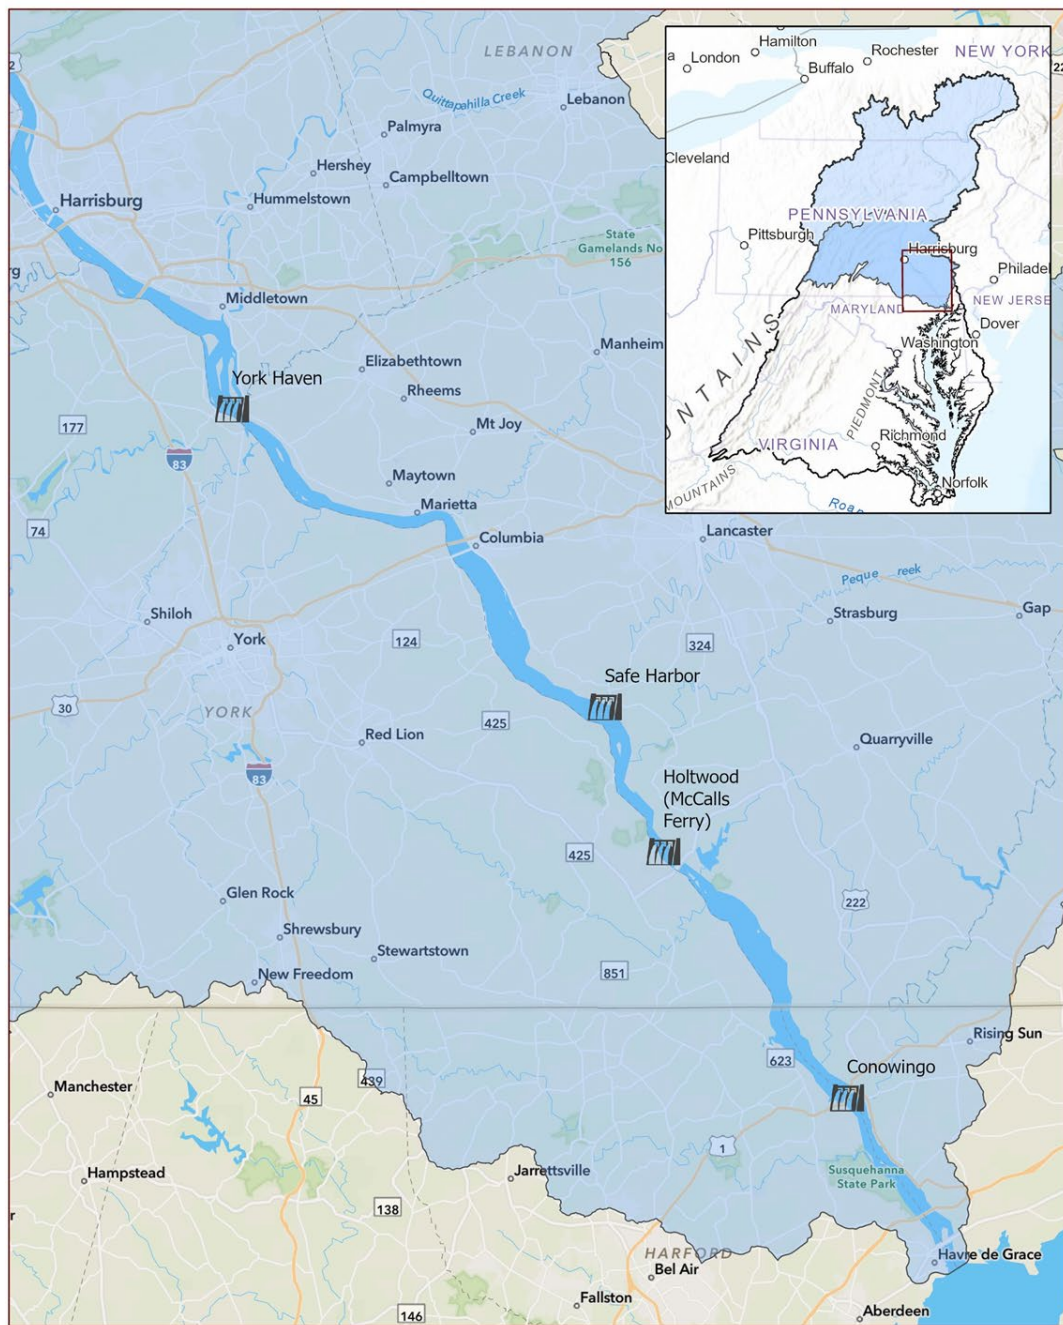 LEBANON
Lebanon
Quittapahilla Creek
Palmyra
Hershey
Campbelltown
Harrisburg
Hummelstown
State
Gamelands No
156
rg
Middletown
Elizabethtown
Manheim
York Haven
Rheems
177
Mt Joy
83
Maytown
Marietta
74
Columbia
Lancaster
Peque reek
Shiloh
Strasburg
Gap
York
124
324
Safe Harbor
30
YORK
425
Red Lion
Quarryville
83
Holtwood
(McCalls
Ferry)
425
Glen Rock
222
Shrewsbury
Stewartstown
New Freedom
851
Rising Sun
623
Conowingo
Manchester
439
45
1
Hampstead
Jarrettsville
Susquehanna
State Park
r
138
HARFORD
Havre de Grace
Bel Air
Fallston
146
Aberdeen
Hamilton
London
Rochester
NEW YORK
Buffalo
Cleveland
PENNSYLVANIA
Pittsburgh
Harrisburg
Philadel
NEW JERSE
MARYLAND
Dover
Washington
NTAINS
PIEDMONT
Richmond
VIRGINIA
Norfolk
MOUNTAINS
Roan